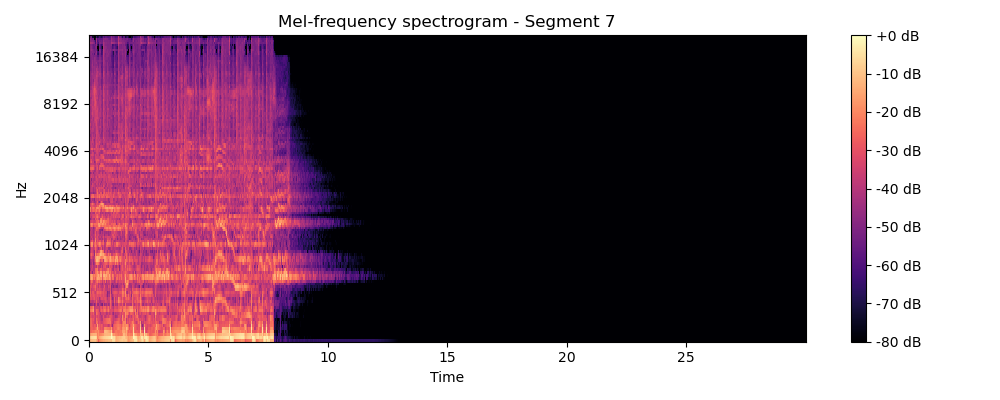 Mel-frequency spectrogram - Segment 7
Hz
16384
8192
4096
2048
1024
512
0
0 5 10 15 20 25
Time
+0 dB
-10 dB
-20 dB
-30 dB
-40 dB
-50 dB
-60 dB
-70 dB
-80 dB